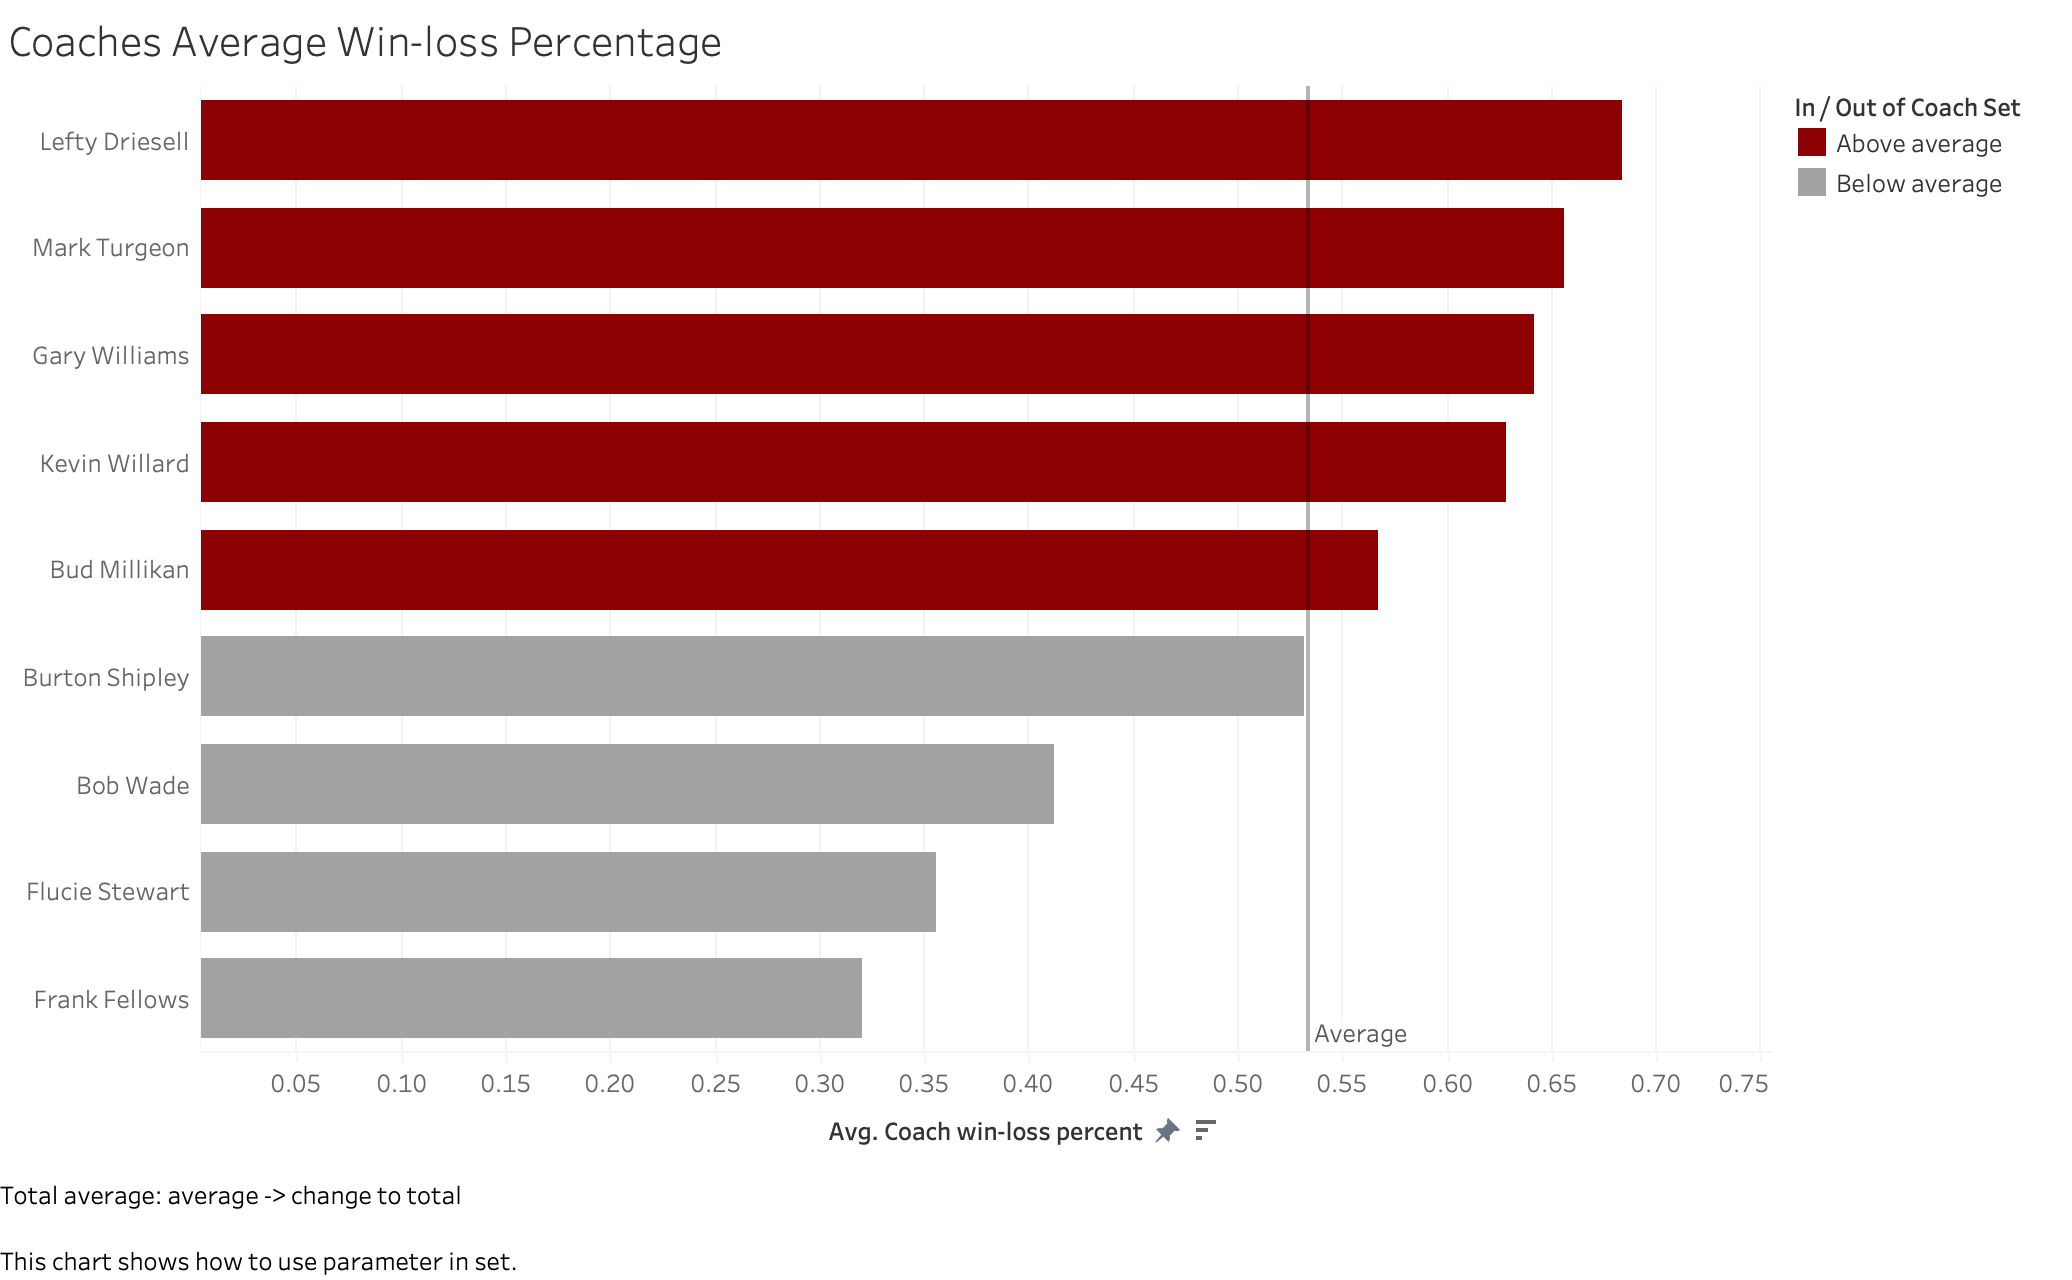 Coaches Average Win-loss Percentage
In / Out of Coach Set
Above average
Below average
Lefty Driesell
Mark Turgeon
Gary Williams
Kevin Willard
Bud Millikan
Burton Shipley
Bob Wade
Flucie Stewart
Frank Fellows
Average
0.05 0.10 0.15 0.20 0.25 0.30 0.35 0.40 0.45 0.50 0.55 0.60 0.65 0.70 0.75
Avg. Coach win-loss percent
Total average: average -> change to total
This chart shows how to use parameter in set.